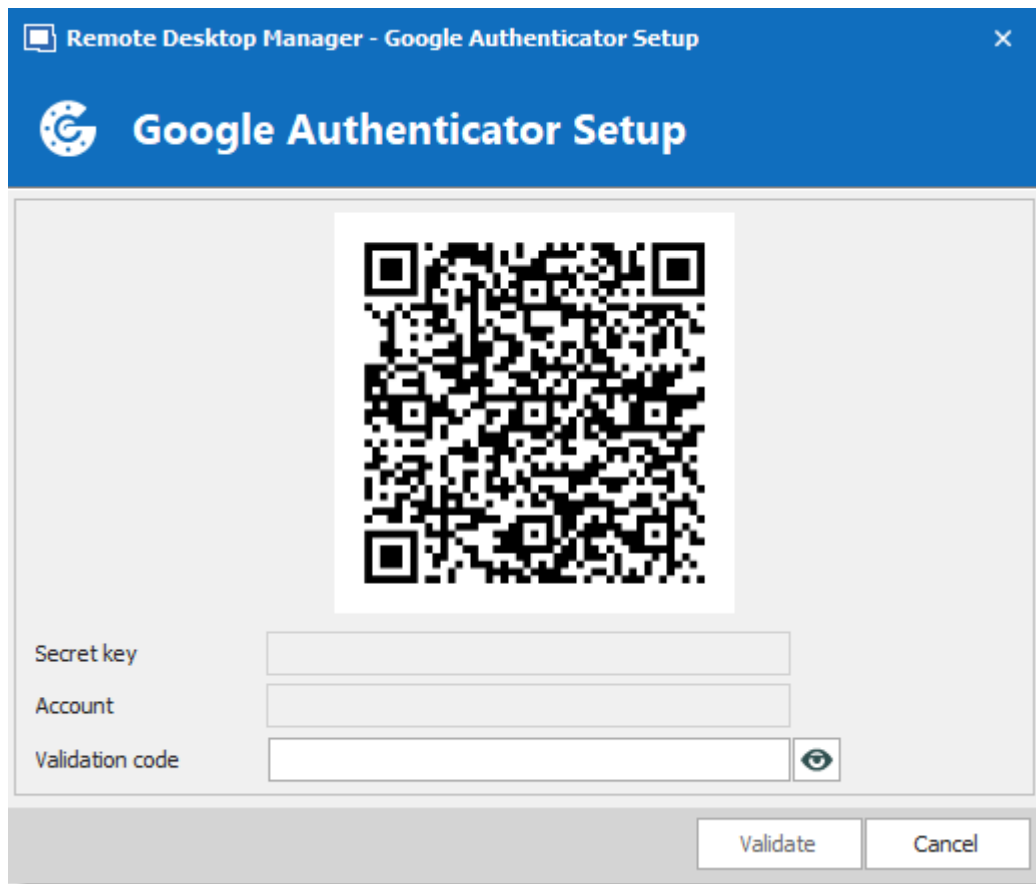 Remote Desktop Manager - Google Authenticator Setup
Google Authenticator Setup
Secret key
Account
Validation code
Validate Cancel